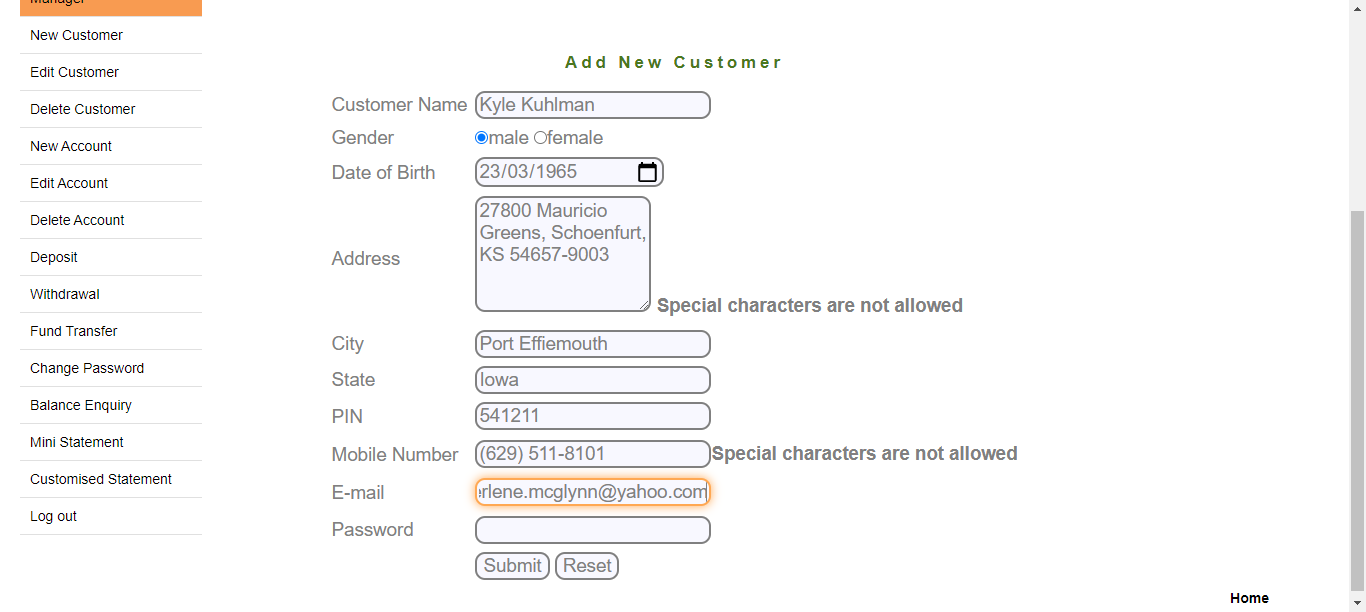 Manager
New Customer
Edit Customer
Delete Customer
New Account
Edit Account
Delete Account
Deposit
Withdrawal
Fund Transfer
Change Password
Balance Enquiry
Mini Statement
Customised Statement
Log out
Add New Customer
Customer Name Kyle Kuhlman
Gender male female
Date of Birth 23/03/1965
Address
27800 Mauricio
Greens, Schoenfurt,
KS 54657-9003
Special characters are not allowed
City Port Effiemouth
State Iowa
PIN 541211
Mobile Number (629) 511-8101 Special characters are not allowed
E-mail erlene.mcglynn@yahoo.com
Password
Submit Reset
Home